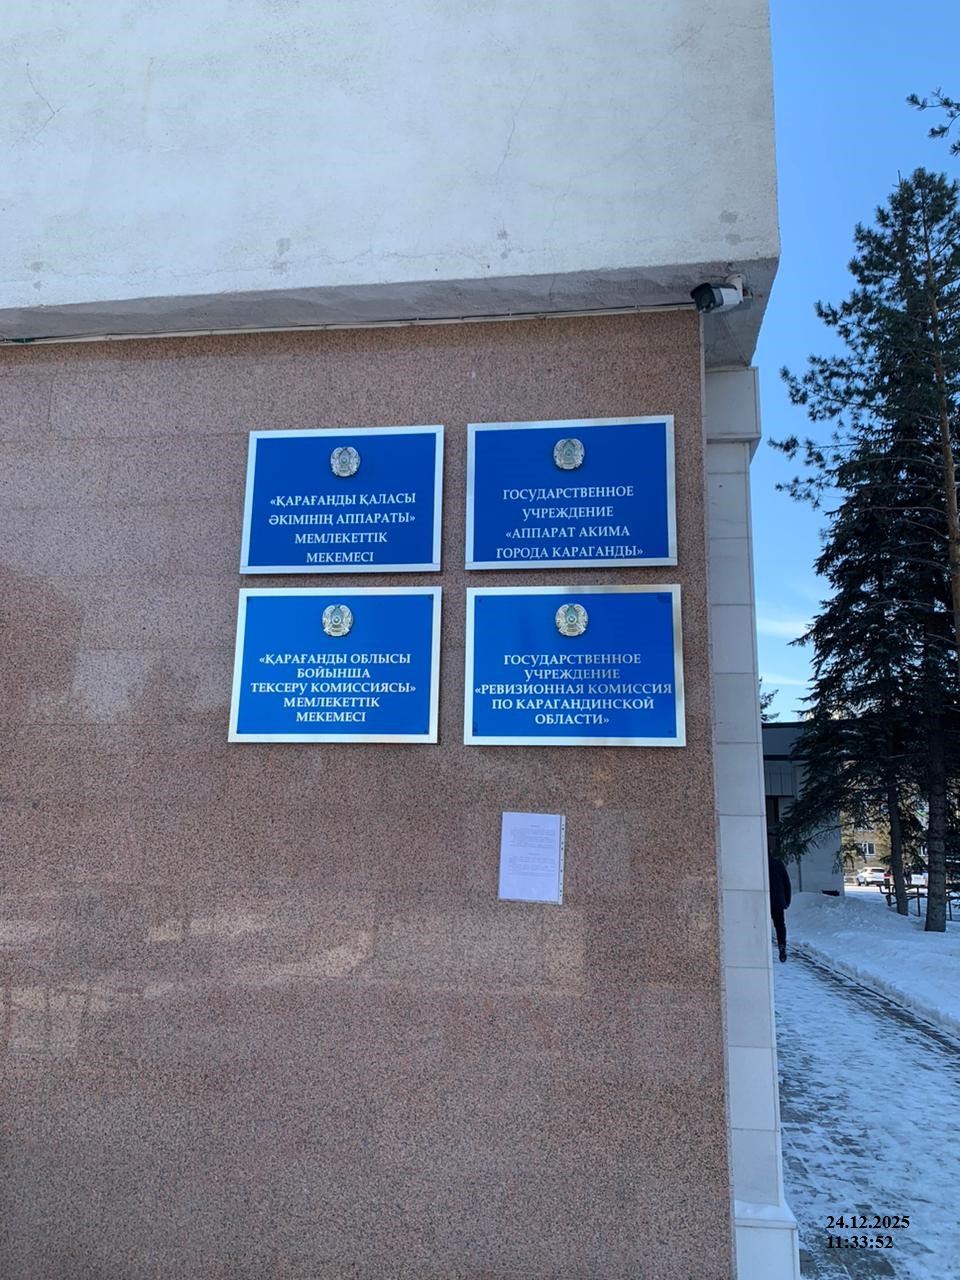 «ҚАРАҒАНДЫ ҚАЛАСЫ
ӘКІМІНІҢ АППАРАТЫ»
МЕМЛЕКЕТТІК
МЕКЕМЕСІ
ГОСУДАРСТВЕННОЕ
УЧРЕЖДЕНИЕ
«АППАРАТ АКИМА
ГОРОДА КАРАГАНДЫ»
«ҚАРАҒАНДЫ ОБЛЫСЫ
БОЙЫНША
ТЕКСЕРУ КОМИССИЯСЫ»
МЕМЛЕКЕТТІК
МЕКЕМЕСІ
ГОСУДАРСТВЕННОЕ
УЧРЕЖДЕНИЕ
«РЕВИЗИОННАЯ КОМИССИЯ
ПО КАРАГАНДИНСКОЙ
ОБЛАСТИ»
24.12.2025
11:33:52